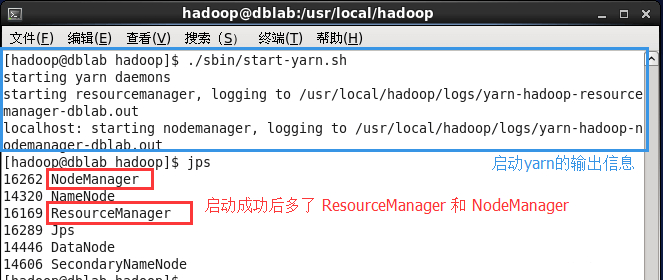 hadoop@dblab:/usr/local/hadoop
文件(F) 编辑(E) 查看(V) 搜索(S) 终端(T) 帮助(H)
[hadoop@dblab hadoop]$ ./sbin/start-yarn.sh
starting yarn daemons
starting resourcemanager, logging to /usr/local/hadoop/logs/yarn-hadoop-resource
manager-dblab.out
localhost: starting nodemanager, logging to /usr/local/hadoop/logs/yarn-hadoop-n
odemanager-dblab.out
[hadoop@dblab hadoop]$ jps
启动yarn的输出信息
16262 NodeManager
14320 NameNode
16169 ResourceManager
启动成功后多了 ResourceManager 和 NodeManager
16289 Jps
14446 DataNode
14606 SecondaryNameNode
[hadoop@dblab hadoop]$